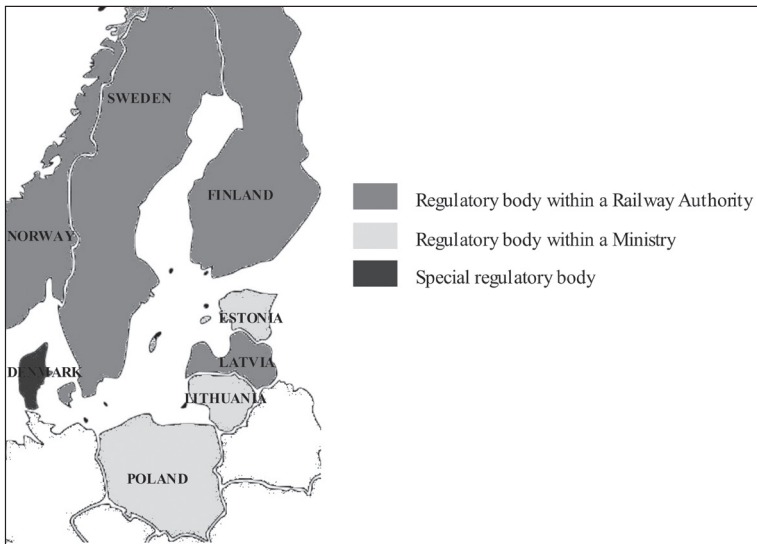 SWEDEN
FINLAND
NORWAY
ESTONIA
LATVIA
DENMARK
LITHUANIA
POLAND
Regulatory body within a Railway Authority
Regulatory body within a Ministry
Special regulatory body